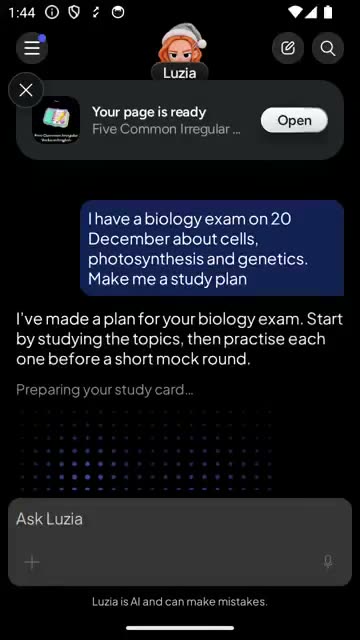 1:44
Luzia
Your page is ready
Five Common Irregular ...
Open
I have a biology exam on 20
December about cells,
photosynthesis and genetics.
Make me a study plan
I've made a plan for your biology exam. Start
by studying the topics, then practise each
one before a short mock round.
Preparing your study card...
Ask Luzia
Luzia is AI and can make mistakes.